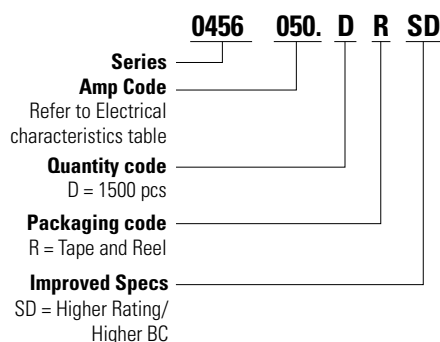 0456 050. D R SD
Series
Amp Code
Refer to Electrical
characteristics table
Quantity code
D = 1500 pcs
Packaging code
R = Tape and Reel
Improved Specs
SD = Higher Rating/
Higher BC